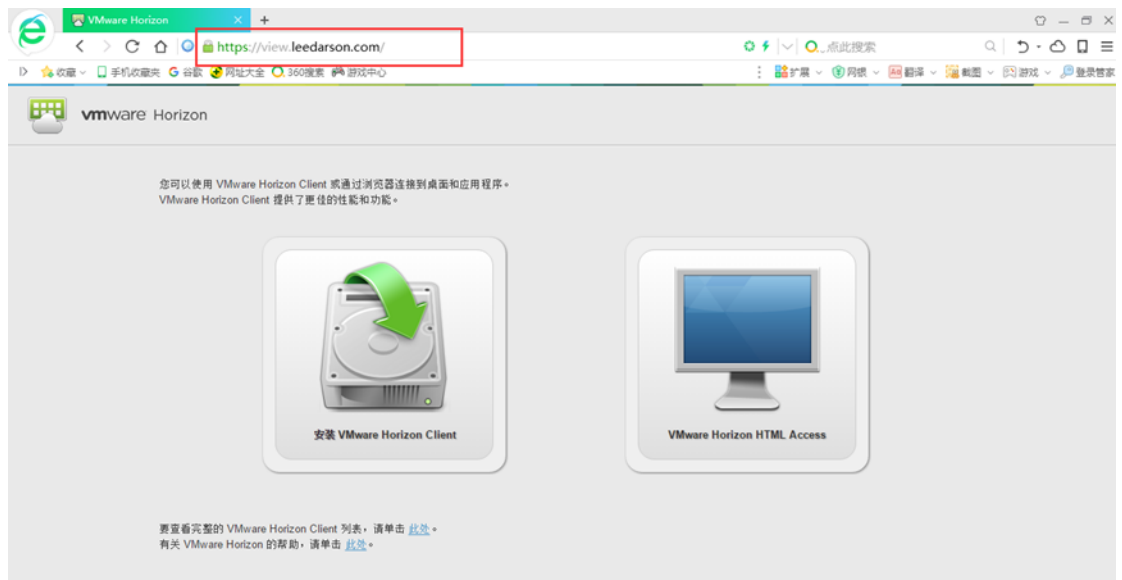 VMware Horizon
https://view.leedarson.com/
点此搜索
收藏 手机收藏夹 谷歌 网址大全 360搜索 游戏中心 扩展 网银 翻译 截图 游戏 登录管家
vmware Horizon
您可以使用 VMware Horizon Client 或通过浏览器连接到桌面和应用程序。
VMware Horizon Client 提供了更佳的性能和功能。
安装 VMware Horizon Client
VMware Horizon HTML Access
要查看完整的 VMware Horizon Client 列表，请单击 此处。
有关 VMware Horizon 的帮助，请单击 此处。